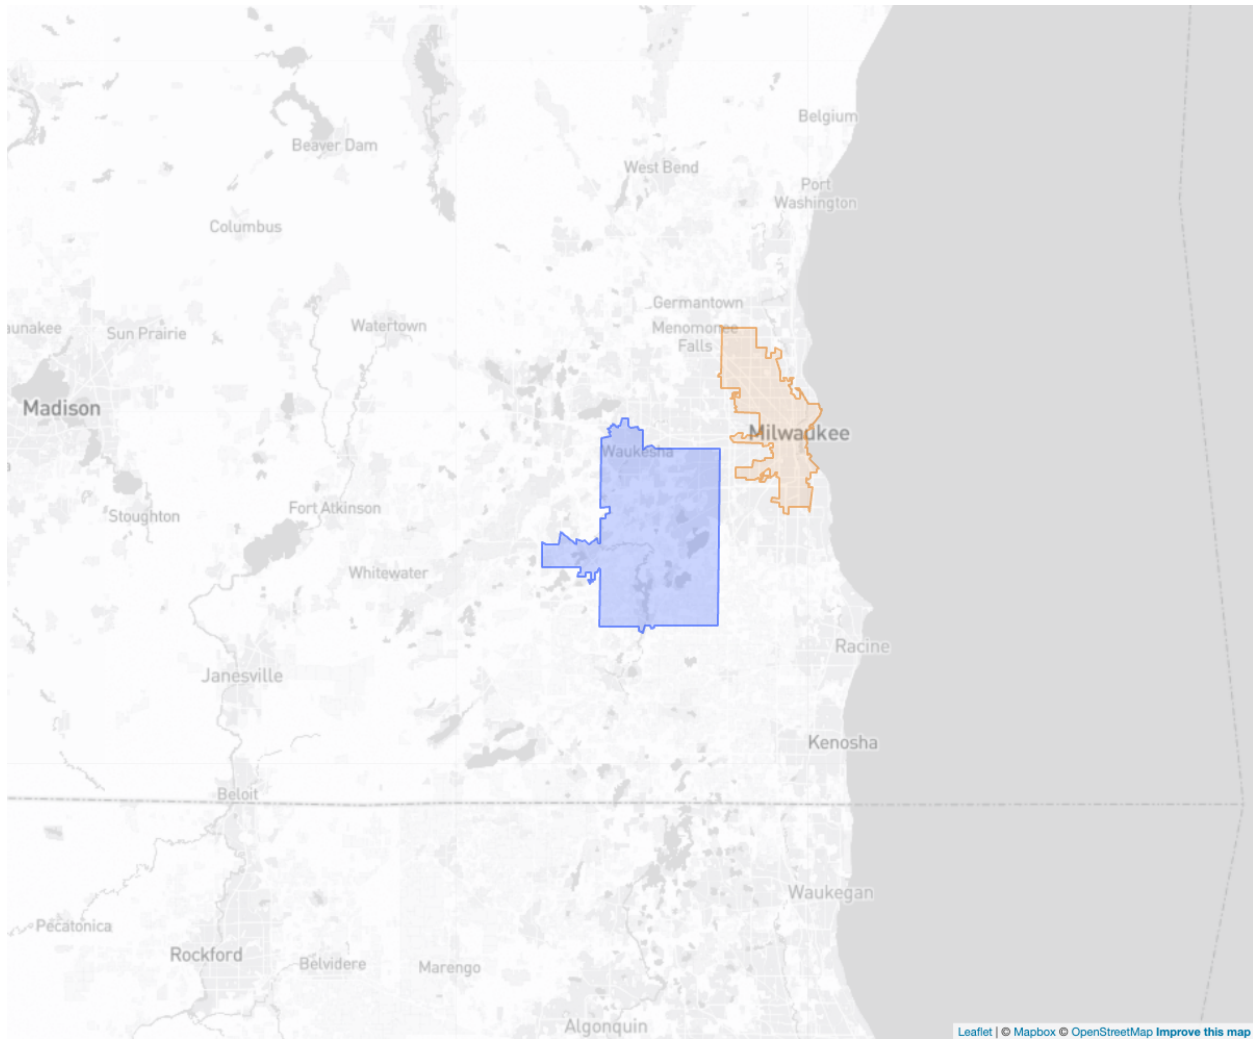 Belgium
Beaver Dam
West Bend
Port
Washington
Columbus
Germantown
aunakee
Sun Prairie
Watertown
Menomonee
Falls
Madison
Milwaukee
Waukesha
Stoughton
Fort Atkinson
Whitewater
Racine
Janesville
Kenosha
Beloit
Waukegan
Pecatonica
Rockford
Belvidere
Marengo
Algonquin
Leaflet | © Mapbox © OpenStreetMap Improve this map